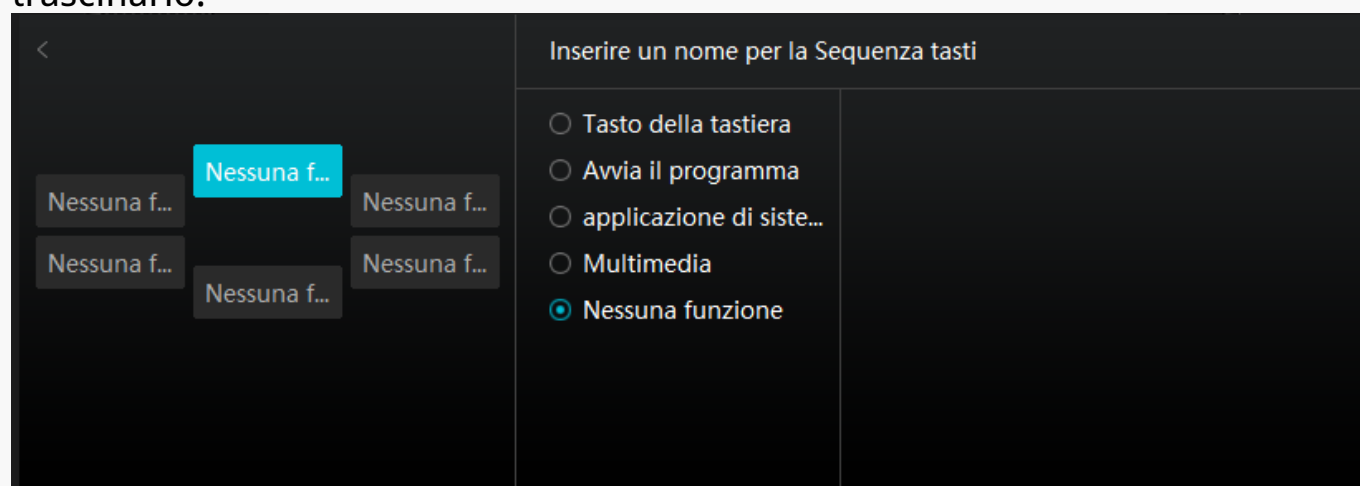 trascinarlo.
<
Inserire un nome per la Sequenza tasti
Nessuna f...
Nessuna f...
Nessuna f...
Nessuna f...
Nessuna f...
Nessuna f...
Tasto della tastiera
Avvia il programma
applicazione di siste...
Multimedia
Nessuna funzione